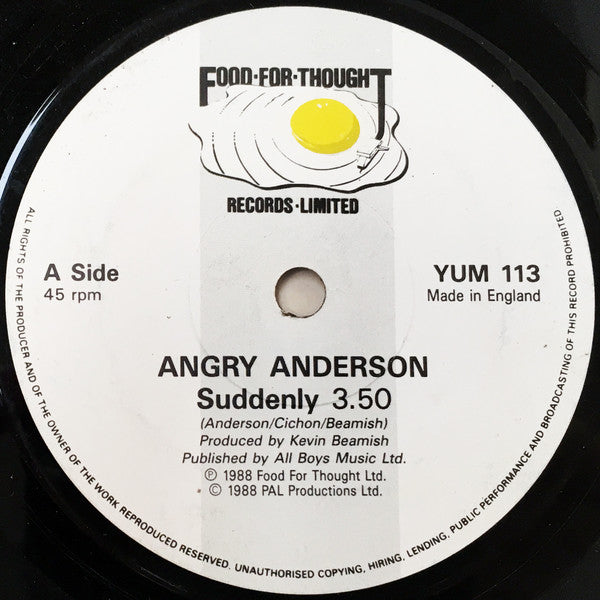 FOOD·FOR·THOUGHT
RECORDS·LIMITED
A Side
45 rpm
YUM 113
Made in England
ANGRY ANDERSON
Suddenly 3.50
(Anderson/Cichon/Beamish)
Produced by Kevin Beamish
Published by All Boys Music Ltd.
℗ 1988 Food For Thought Ltd.
© 1988 PAL Productions Ltd.
ALL RIGHTS OF THE PRODUCER AND OF THE OWNER OF THE WORK REPRODUCED RESERVED. UNAUTHORISED COPYING, HIRING, LENDING, PUBLIC PERFORMANCE AND BROADCASTING OF THIS RECORD PROHIBITED